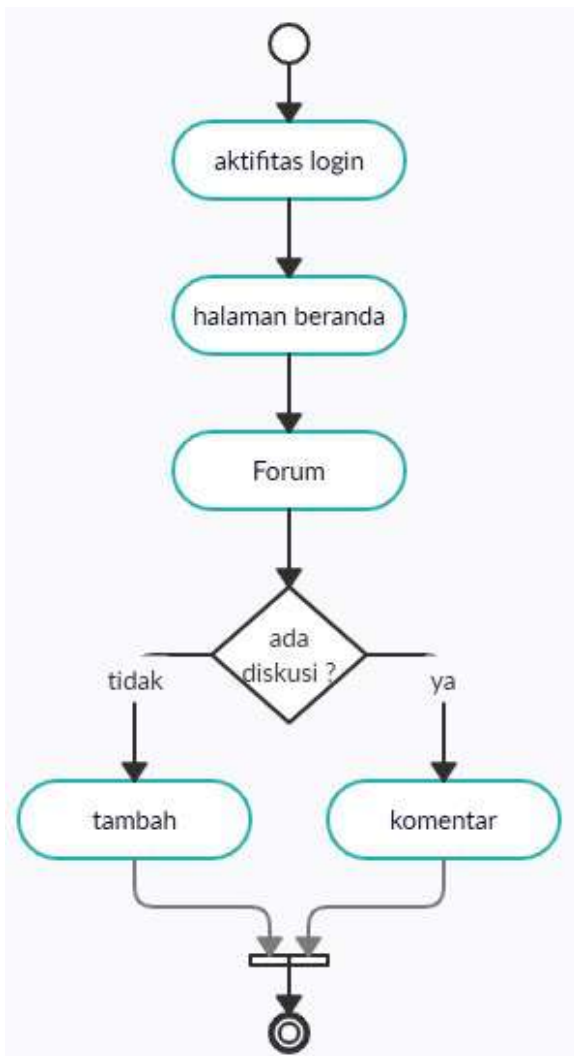 aktifitas login
halaman beranda
Forum
ada
diskusi ?
tidak
ya
tambah
komentar